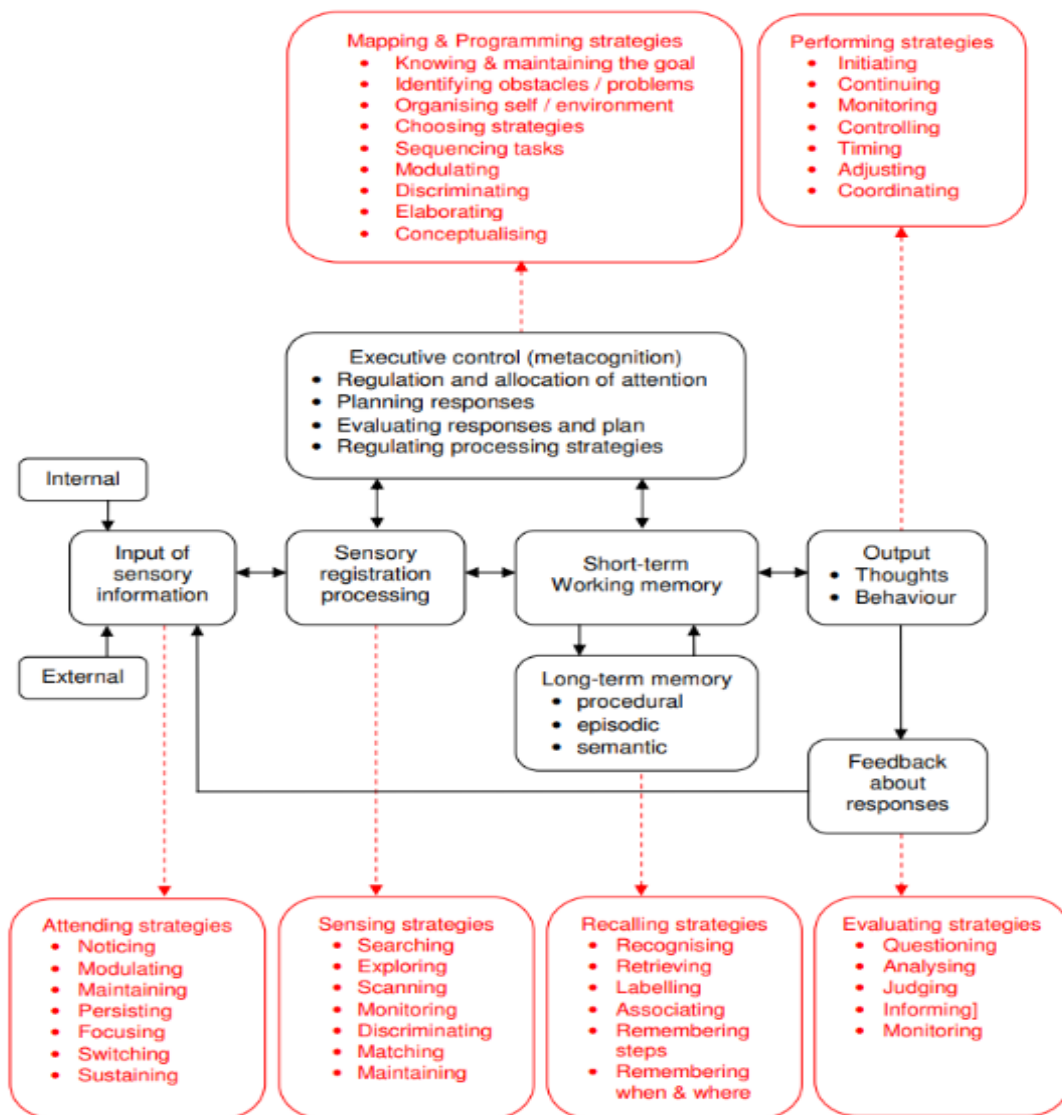 Mapping & Programming strategies
• Knowing & maintaining the goal
• Identifying obstacles / problems
• Organising self / environment
• Choosing strategies
• Sequencing tasks
• Modulating
• Discriminating
• Elaborating
• Conceptualising
Performing strategies
• Initiating
• Continuing
• Monitoring
• Controlling
• Timing
• Adjusting
• Coordinating
Executive control (metacognition)
• Regulation and allocation of attention
• Planning responses
• Evaluating responses and plan
• Regulating processing strategies
Internal
Input of
sensory
information
External
Sensory
registration
processing
Short-term
Working memory
Output
• Thoughts
• Behaviour
Long-term memory
• procedural
• episodic
• semantic
Feedback
about
responses
Attending strategies
• Noticing
• Modulating
• Maintaining
• Persisting
• Focusing
• Switching
• Sustaining
Sensing strategies
• Searching
• Exploring
• Scanning
• Monitoring
• Discriminating
• Matching
• Maintaining
Recalling strategies
• Recognising
• Retrieving
• Labelling
• Associating
• Remembering
steps
• Remembering
when & where
Evaluating strategies
• Questioning
• Analysing
• Judging
• Informing]
• Monitoring